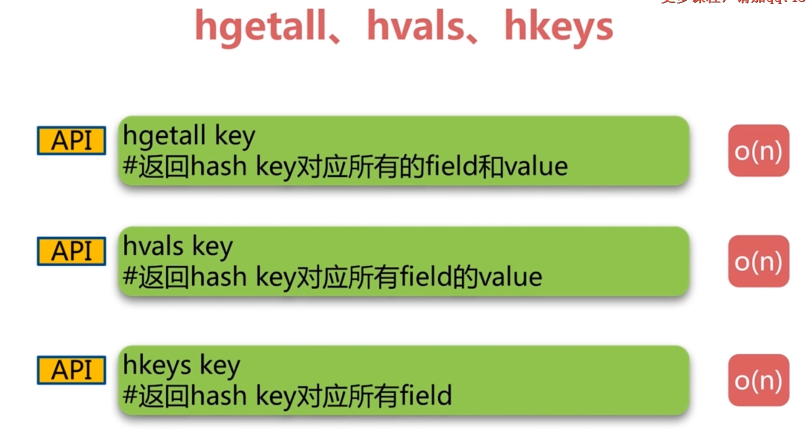 hgetall、hvals、hkeys
API
hgetall key
#返回hash key对应所有的field和value
o(n)
API
hvals key
#返回hash key对应所有field的value
o(n)
API
hkeys key
#返回hash key对应所有field
o(n)